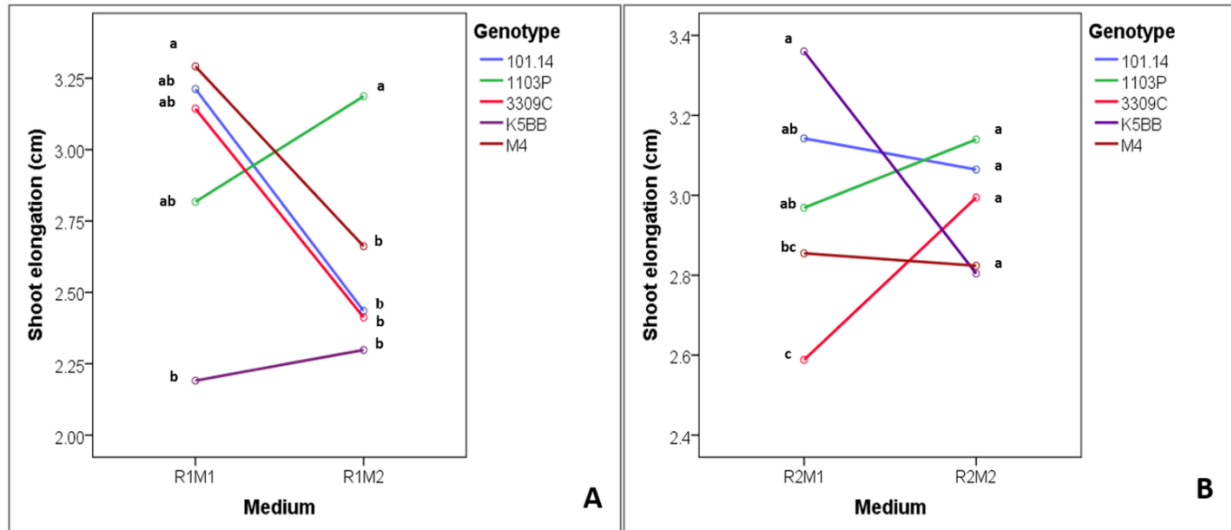 Genotype
101.14
1103P
3309C
K5BB
M4
Shoot elongation (cm)
3.25
3.00
2.75
2.50
2.25
2.00
a
ab
ab
ab
b
a
b
b
b
b
R1M1
R1M2
Medium
A
Genotype
101.14
1103P
3309C
K5BB
M4
Shoot elongation (cm)
3.4
3.2
3.0
2.8
2.6
2.4
a
ab
ab
bc
c
a
a
a
a
R2M1
R2M2
Medium
B